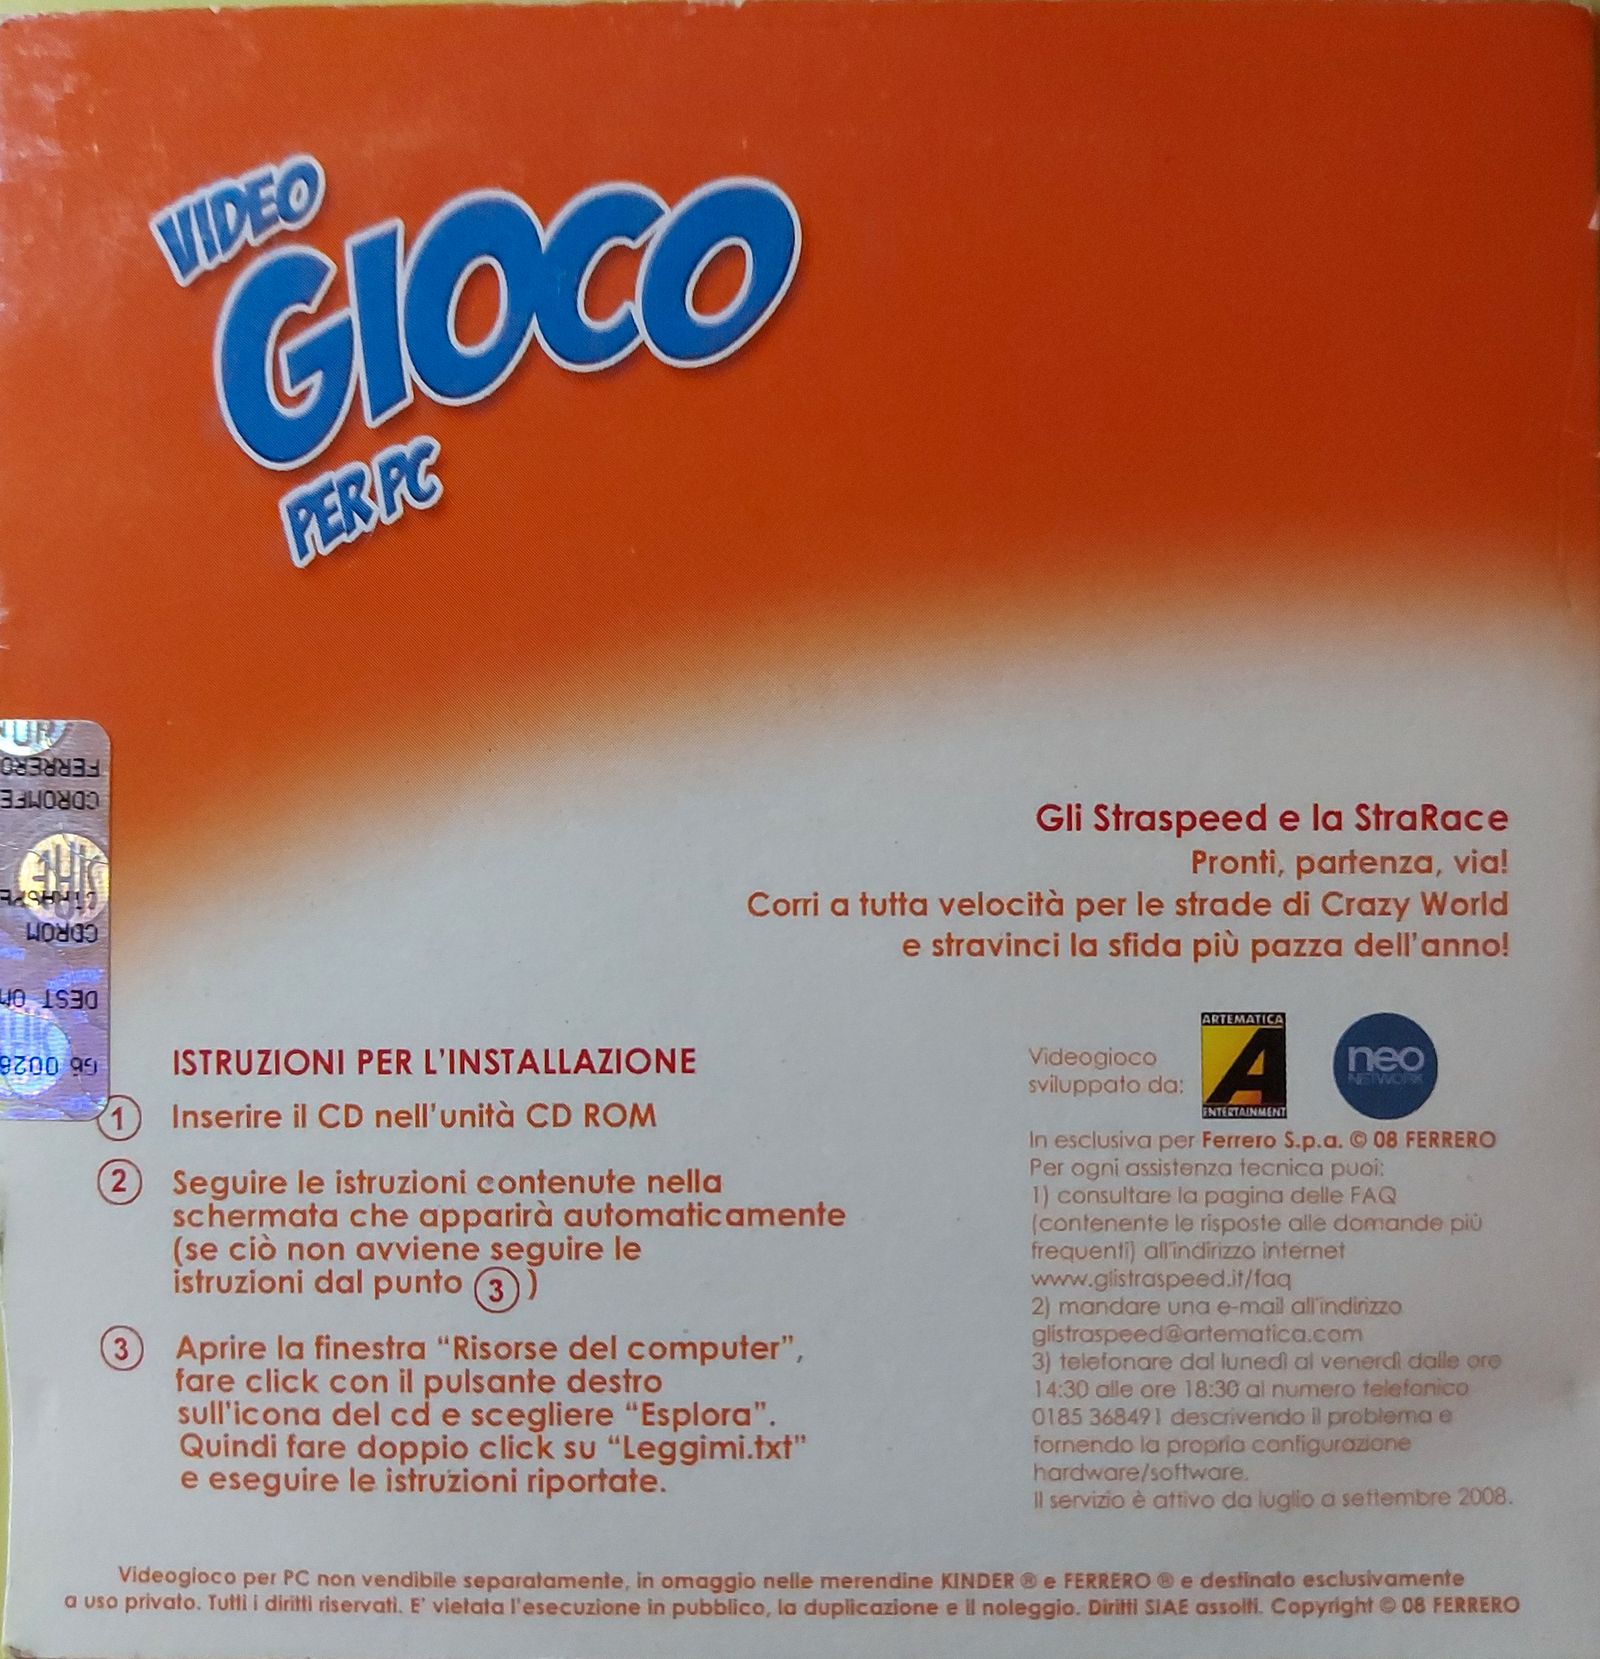 VIDEO
GIOCO
PER PC
FERRERO
CDROM
DEST OM
Gli Straspeed e la StraRace
Pronti, partenza, via!
Corri a tutta velocità per le strade di Crazy World
e stravinci la sfida più pazza dell'anno!
ISTRUZIONI PER L'INSTALLAZIONE
1 Inserire il CD nell'unità CD ROM
2 Seguire le istruzioni contenute nella
schermata che apparirà automaticamente
(se ciò non avviene seguire le
istruzioni dal punto 3 )
3 Aprire la finestra “Risorse del computer”,
fare click con il pulsante destro
sull'icona del cd e scegliere “Esplora”.
Quindi fare doppio click su “Leggimi.txt”
e eseguire le istruzioni riportate.
Videogioco
sviluppato da:
ARTEMATICA
A
ENTERTAINMENT
neo
NETWORK
In esclusiva per Ferrero S.p.a. © 08 FERRERO
Per ogni assistenza tecnica puoi:
1) consultare la pagina delle FAQ
(contenente le risposte alle domande più
frequenti) all'indirizzo internet
www.glistraspeed.it/faq
2) mandare una e-mail all'indirizzo
glistraspeed@artematica.com
3) telefonare dal lunedì al venerdì dalle ore
14:30 alle ore 18:30 al numero telefonico
0185 368491 descrivendo il problema e
fornendo la propria configurazione
hardware/software.
Il servizio è attivo da luglio a settembre 2008.
Videogioco per PC non vendibile separatamente, in omaggio nelle merendine KINDER ® e FERRERO ® e destinato esclusivamente
a uso privato. Tutti i diritti riservati. E' vietata l'esecuzione in pubblico, la duplicazione e il noleggio. Diritti SIAE assolti. Copyright © 08 FERRERO